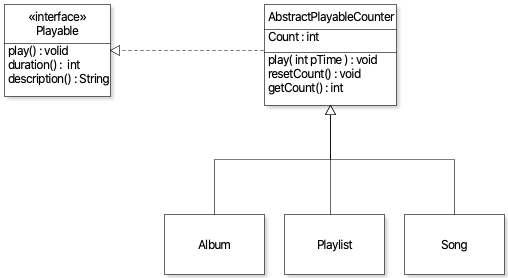 «interface»
Playable
play() : volid
duration() : int
description() : String
AbstractPlayableCounter
Count : int
play( int pTime ) : void
resetCount() : void
getCount() : int
Album
Playlist
Song